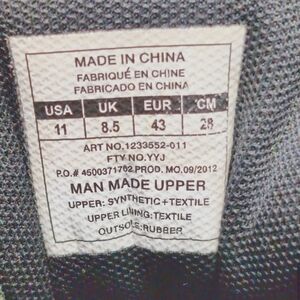 MADE IN CHINA
FABRIQUÉ EN CHINE
FABRICADO EN CHINA
USA UK EUR CM
11 8.5 43 28
ART NO.1233552-011
FTY NO.YYJ
P.O.# 4500371762 PROD. MO.09/2012
MAN MADE UPPER
UPPER: SYNTHETIC+TEXTILE
UPPER LINING:TEXTILE
OUTSOLE:RUBBER